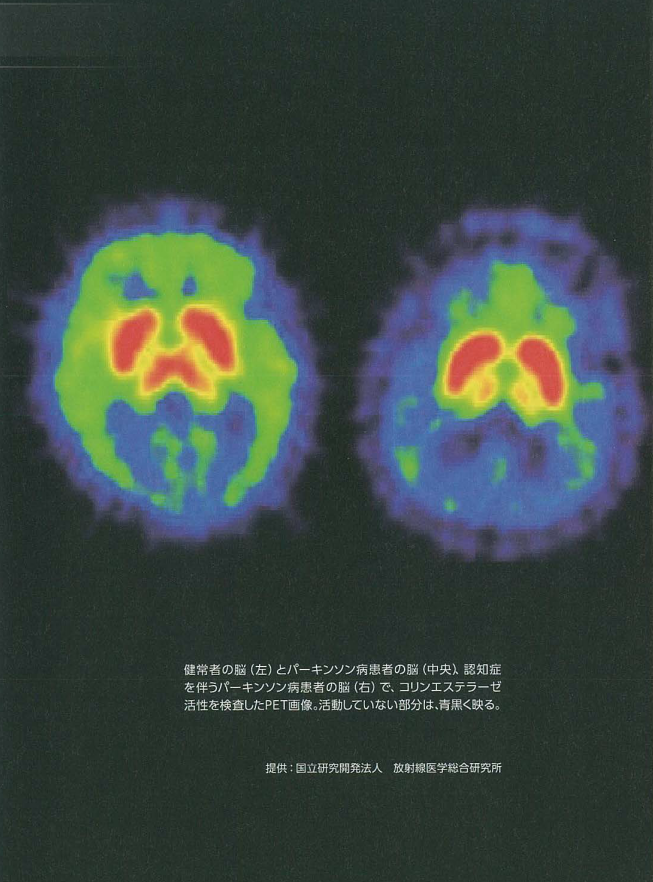 健常者の脳（左）とパーキンソン病患者の脳（中央）、認知症
を伴うパーキンソン病患者の脳（右）で、コリンエステラーゼ
活性を検査したPET画像。活動していない部分は、青黒く映る。
提供：国立研究開発法人　放射線医学総合研究所